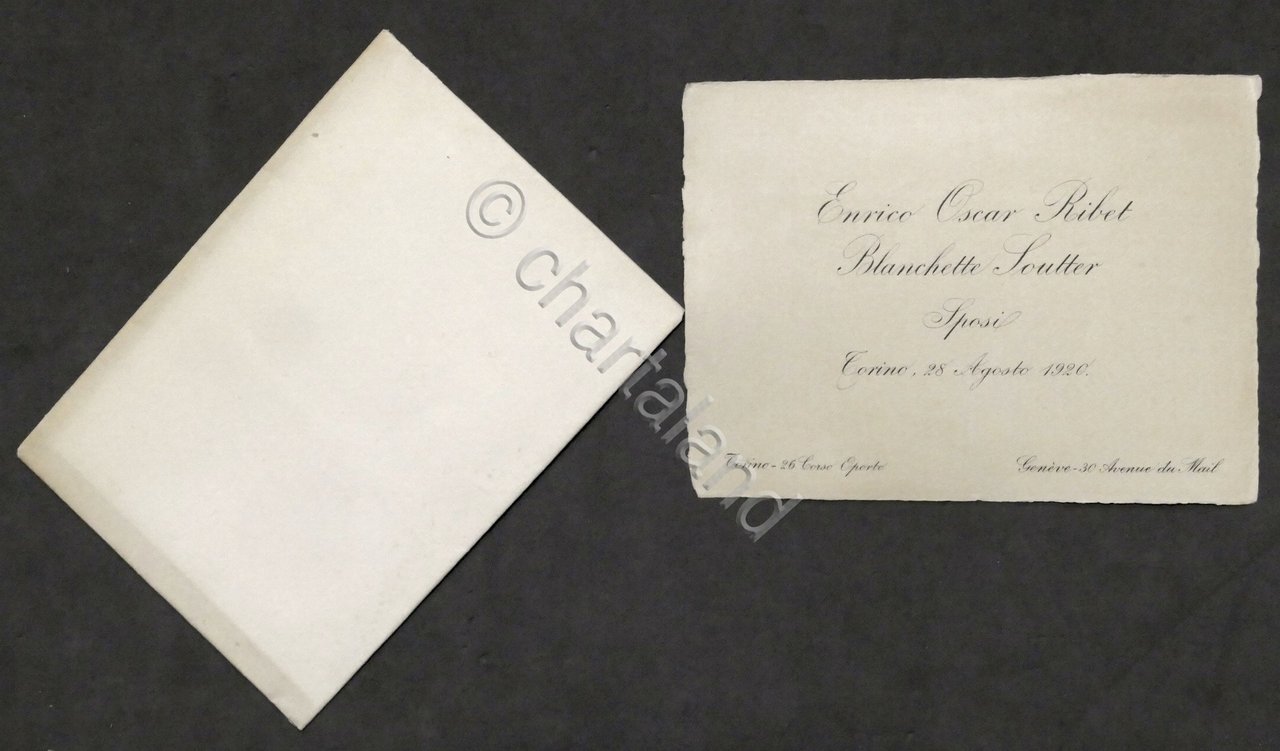 © chartaland
Enrico Oscar Ribet
Blanchette Soutter
Sposi
Torino, 28 Agosto 1920.
Torino - 26 Corso Oporto
Genève - 30 Avenue du Mail